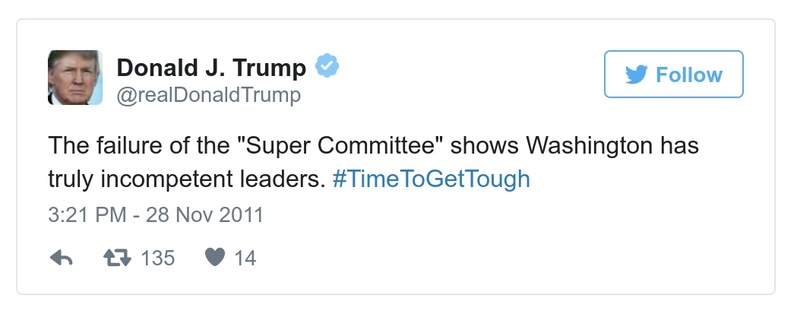 Donald J. Trump
@realDonaldTrump
Follow
The failure of the "Super Committee" shows Washington has
truly incompetent leaders. #TimeToGetTough
3:21 PM - 28 Nov 2011
135 14